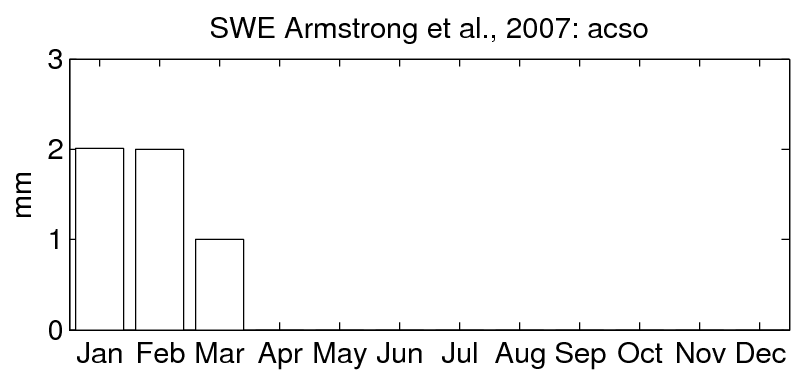 SWE Armstrong et al., 2007: acso
3
2
1
0
mm
Jan Feb Mar Apr May Jun Jul Aug Sep Oct Nov Dec